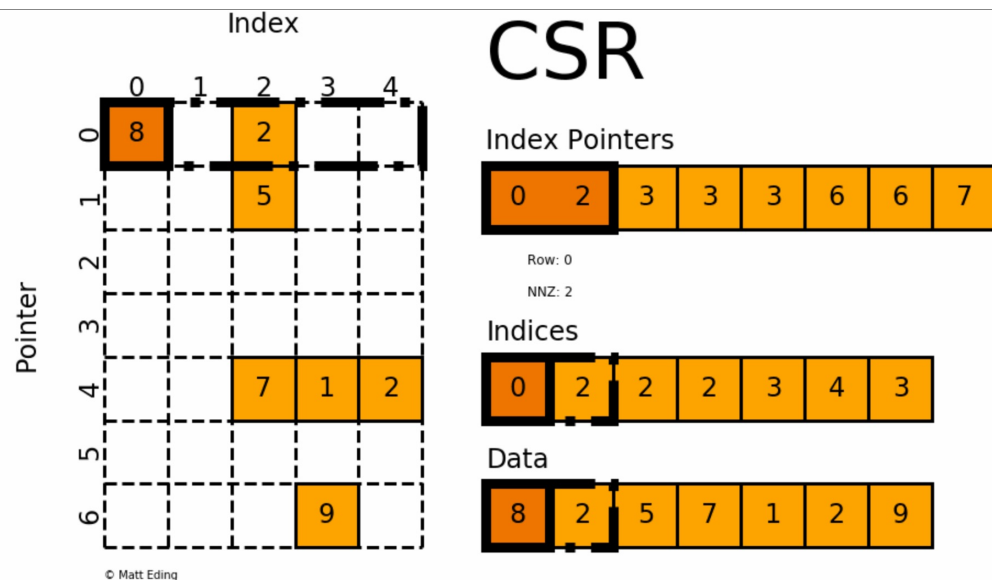 Index
CSR
0 1 2 3 4
0 8 2
1 5
2
3
4 7 1 2
5
6 9
Pointer
© Matt Eding
Index Pointers
0 2 3 3 3 6 6 7
Row: 0
NNZ: 2
Indices
0 2 2 2 3 4 3
Data
8 2 5 7 1 2 9